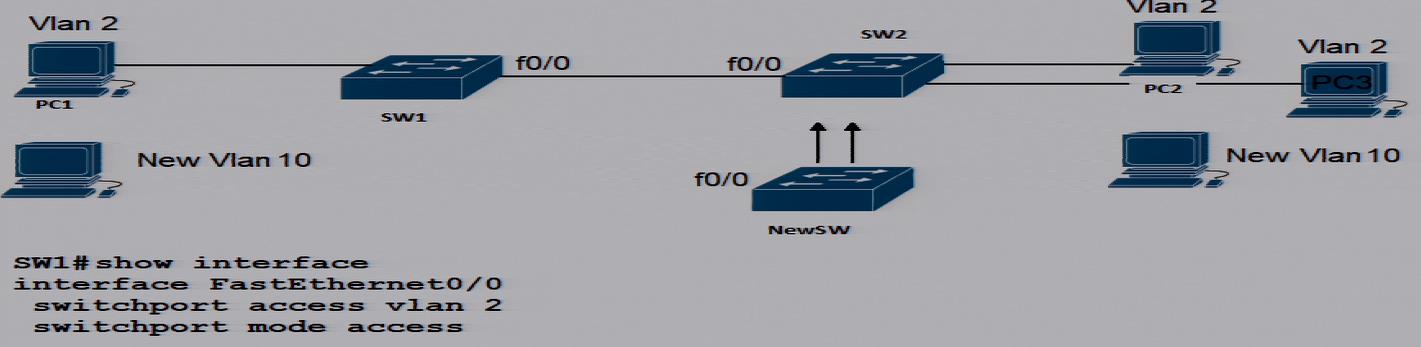 Vlan 2
PC1
New Vlan 10
SW1
f0/0
f0/0
SW2
Vlan 2
PC2
Vlan 2
PC3
New Vlan 10
f0/0
NewSW
SW1#show interface
interface FastEthernet0/0
switchport access vlan 2
switchport mode access